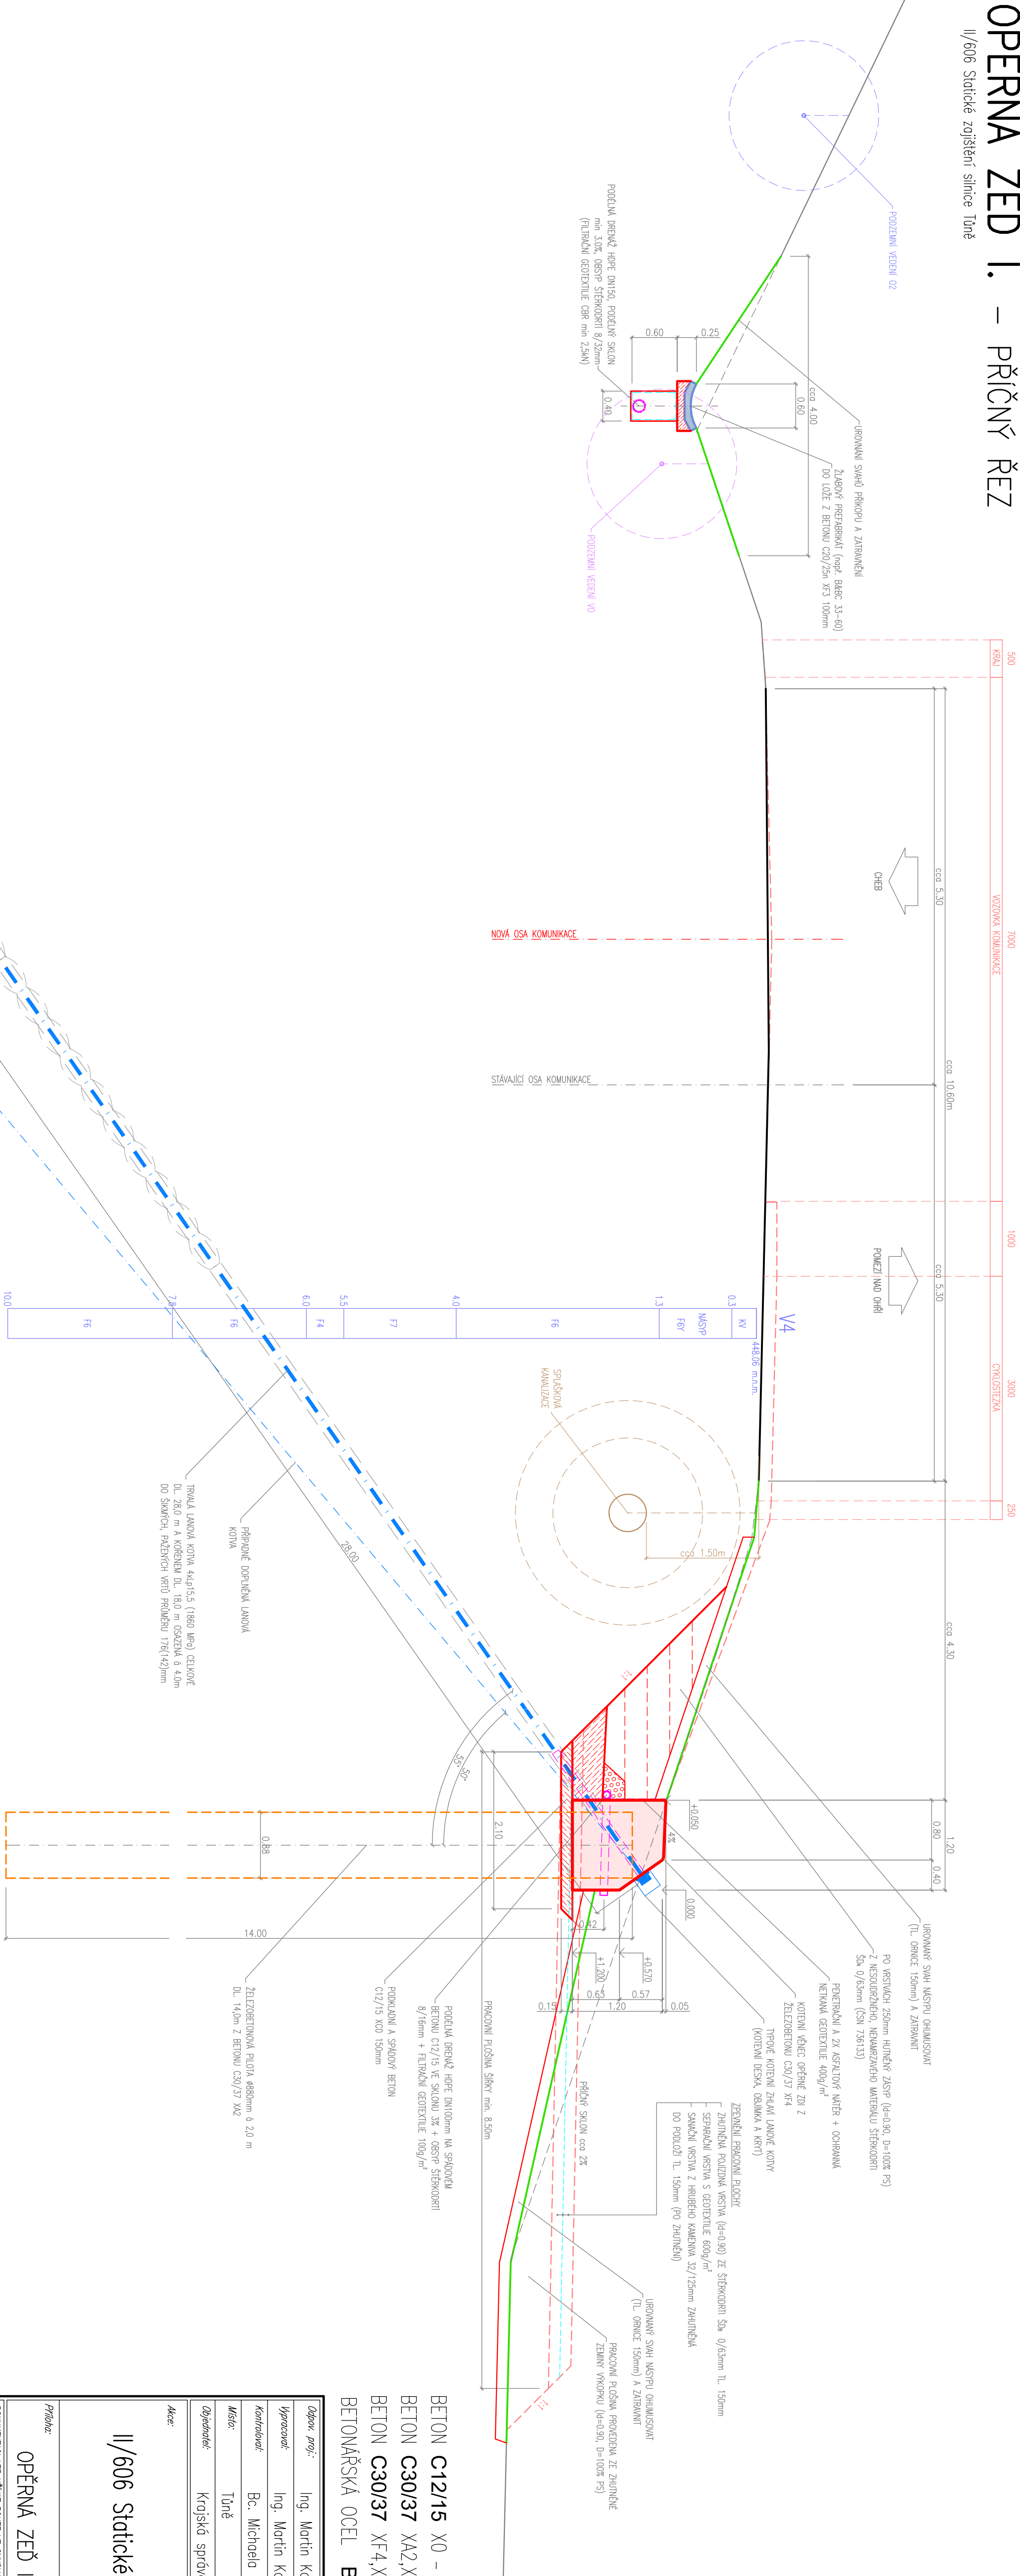 OPĚRNÁ ZEĎ I. – PŘÍČNÝ ŘEZ
II/606 Statické zajištění silnice Tůně
PODZEMNÍ VEDENÍ O2
PODÉLNÁ DRENÁŽ HDPE DN150, PODÉLNÝ SKLON
min 3.0%, OBSYP ŠTĚRKODRTÍ 8/32mm
(FILTRAČNÍ GEOTEXTILIE CBR min 2,5kN)
0.60
0.25
0.40
0.60
cca 4.00
UROVNÁNÍ SVAHŮ PŘÍKOPU A ZATRAVNĚNÍ
ŽLABOVÝ PREFABRIKÁT (např. B&BC 33-60)
DO LOŽE Z BETONU C20/25n XF3 100mm
PODZEMNÍ VEDENÍ VO
500
7000
1000
3000
250
KRAJ
VOZOVKA KOMUNIKACE
CYKLOSTEZKA
cca 10.60m
cca 5.30
cca 5.30
cca 4.30
CHEB
POMEZÍ NAD OHŘÍ
NOVÁ OSA KOMUNIKACE
STÁVAJÍCÍ OSA KOMUNIKACE
V4
448.06 m.n.m.
KV
0.3
NÁSYP
F6Y
1.3
F6
4.0
F7
5.5
F4
6.0
F6
7.8
F6
10.0
SPLAŠKOVÁ
KANALIZACE
cca 1.50m
TRVALÁ LANOVÁ KOTVA 4xLp15,5 (1860 MPa) CELKOVÉ
DL. 28,0 m A KOŘENEM DL. 18,0 m OSAZENÁ á 4,0m
DO ŠIKMÝCH, PAŽENÝCH VRTŮ PRŮMĚRU 176(142)mm
PŘÍPADNĚ DOPLNĚNÁ LANOVÁ
KOTVA
28.00
55°
50°
1:1
1.20
0.80
0.40
+0.050
4%
0.000
2.10
0.88
14.00
0.42
+1.200
+0.570
0.15
0.63
0.57
1.20
0.05
UROVNANÝ SVAH NÁSYPU OHUMUSOVAT
(TL. ORNICE 150mm) A ZATRAVNIT
PO VRSTVÁCH 250mm HUTNĚNÝ ZÁSYP (Id=0.90, D=100% PS)
Z NESOUDRŽNÉHO, NENAMRZAVÉHO MATERIÁLU ŠTĚRKODRTI
ŠDB 0/63mm (ČSN 736133)
PENETRAČNÍ A 2X ASFALTOVÝ NÁTĚR + OCHRANNÁ
NETKANÁ GEOTETILIE 400g/m²
KOTEVNÍ VĚNEC OPĚRNÉ ZDI Z
ŽELEZOBETONU C30/37 XF4
TYPOVÉ KOTEVNÍ ZHLAVÍ LANOVÉ KOTVY
(KOTEVNÍ DESKA, OBJÍMKA A KRYT)
ZPEVNĚNÍ PRACOVNÍ PLOCHY
ZHUTNĚNÁ POJÍZDNÁ VRSTVA (Id=0.90) ZE ŠTĚRKODRTI ŠDB 0/63mm TL. 150mm
SEPARAČNÍ VRSTVA S GEOTEXTILIE 600g/m²
SANAČNÍ VRSTVA Z HRUBÉHO KAMENIVA 32/125mm ZAHUTNĚNÁ
DO PODLOŽÍ TL. 150mm (PO ZHUTNĚNÍ)
PŘÍČNÝ SKLON cca 2%
PRACOVNÍ PLOŠINA ŠÍŘKY min. 8.50m
PODÉLNÁ DRENÁŽ HDPE DN100mm NA SPÁDOVÉM
BETONU C12/15 VE SKLONU 3% + OBSYP ŠTĚRKODRTÍ
8/16mm + FILTRAČNÍ GEOTEXTILIE 100g/m²
PODKLADNÍ A SPÁDOVÝ BETON
C12/15 XC0 150mm
ŽELEZOBETONOVÁ PILOTA ø880mm á 2,0 m
DL. 14,0m Z BETONU C30/37 XA2
UROVNANÝ SVAH NÁSYPU OHUMUSOVAT
(TL. ORNICE 150mm) A ZATRAVNIT
PRACOVNÍ PLOŠINA PROVEDENA ZE ZHUTNĚNÉ
ZEMINY VÝKOPKU (Id=0.90, D=100% PS)
1:1
BETON C12/15 X0 –
BETON C30/37 XA2,X
BETON C30/37 XF4,X
BETONÁŘSKÁ OCEL
Odpov. proj.: Ing. Martin Ko
Vypracoval: Ing. Martin Ko
Kontroloval: Bc. Michaela
Místo: Tůně
Objednatel: Krajská správ
Akce:
II/606 Statické
Příloha:
OPĚRNÁ ZEĎ I